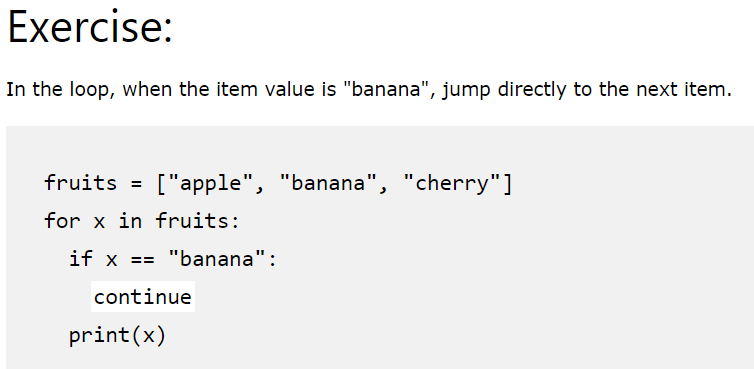 Exercise:
In the loop, when the item value is "banana", jump directly to the next item.
fruits = ["apple", "banana", "cherry"]
for x in fruits:
  if x == "banana":
    continue
  print(x)